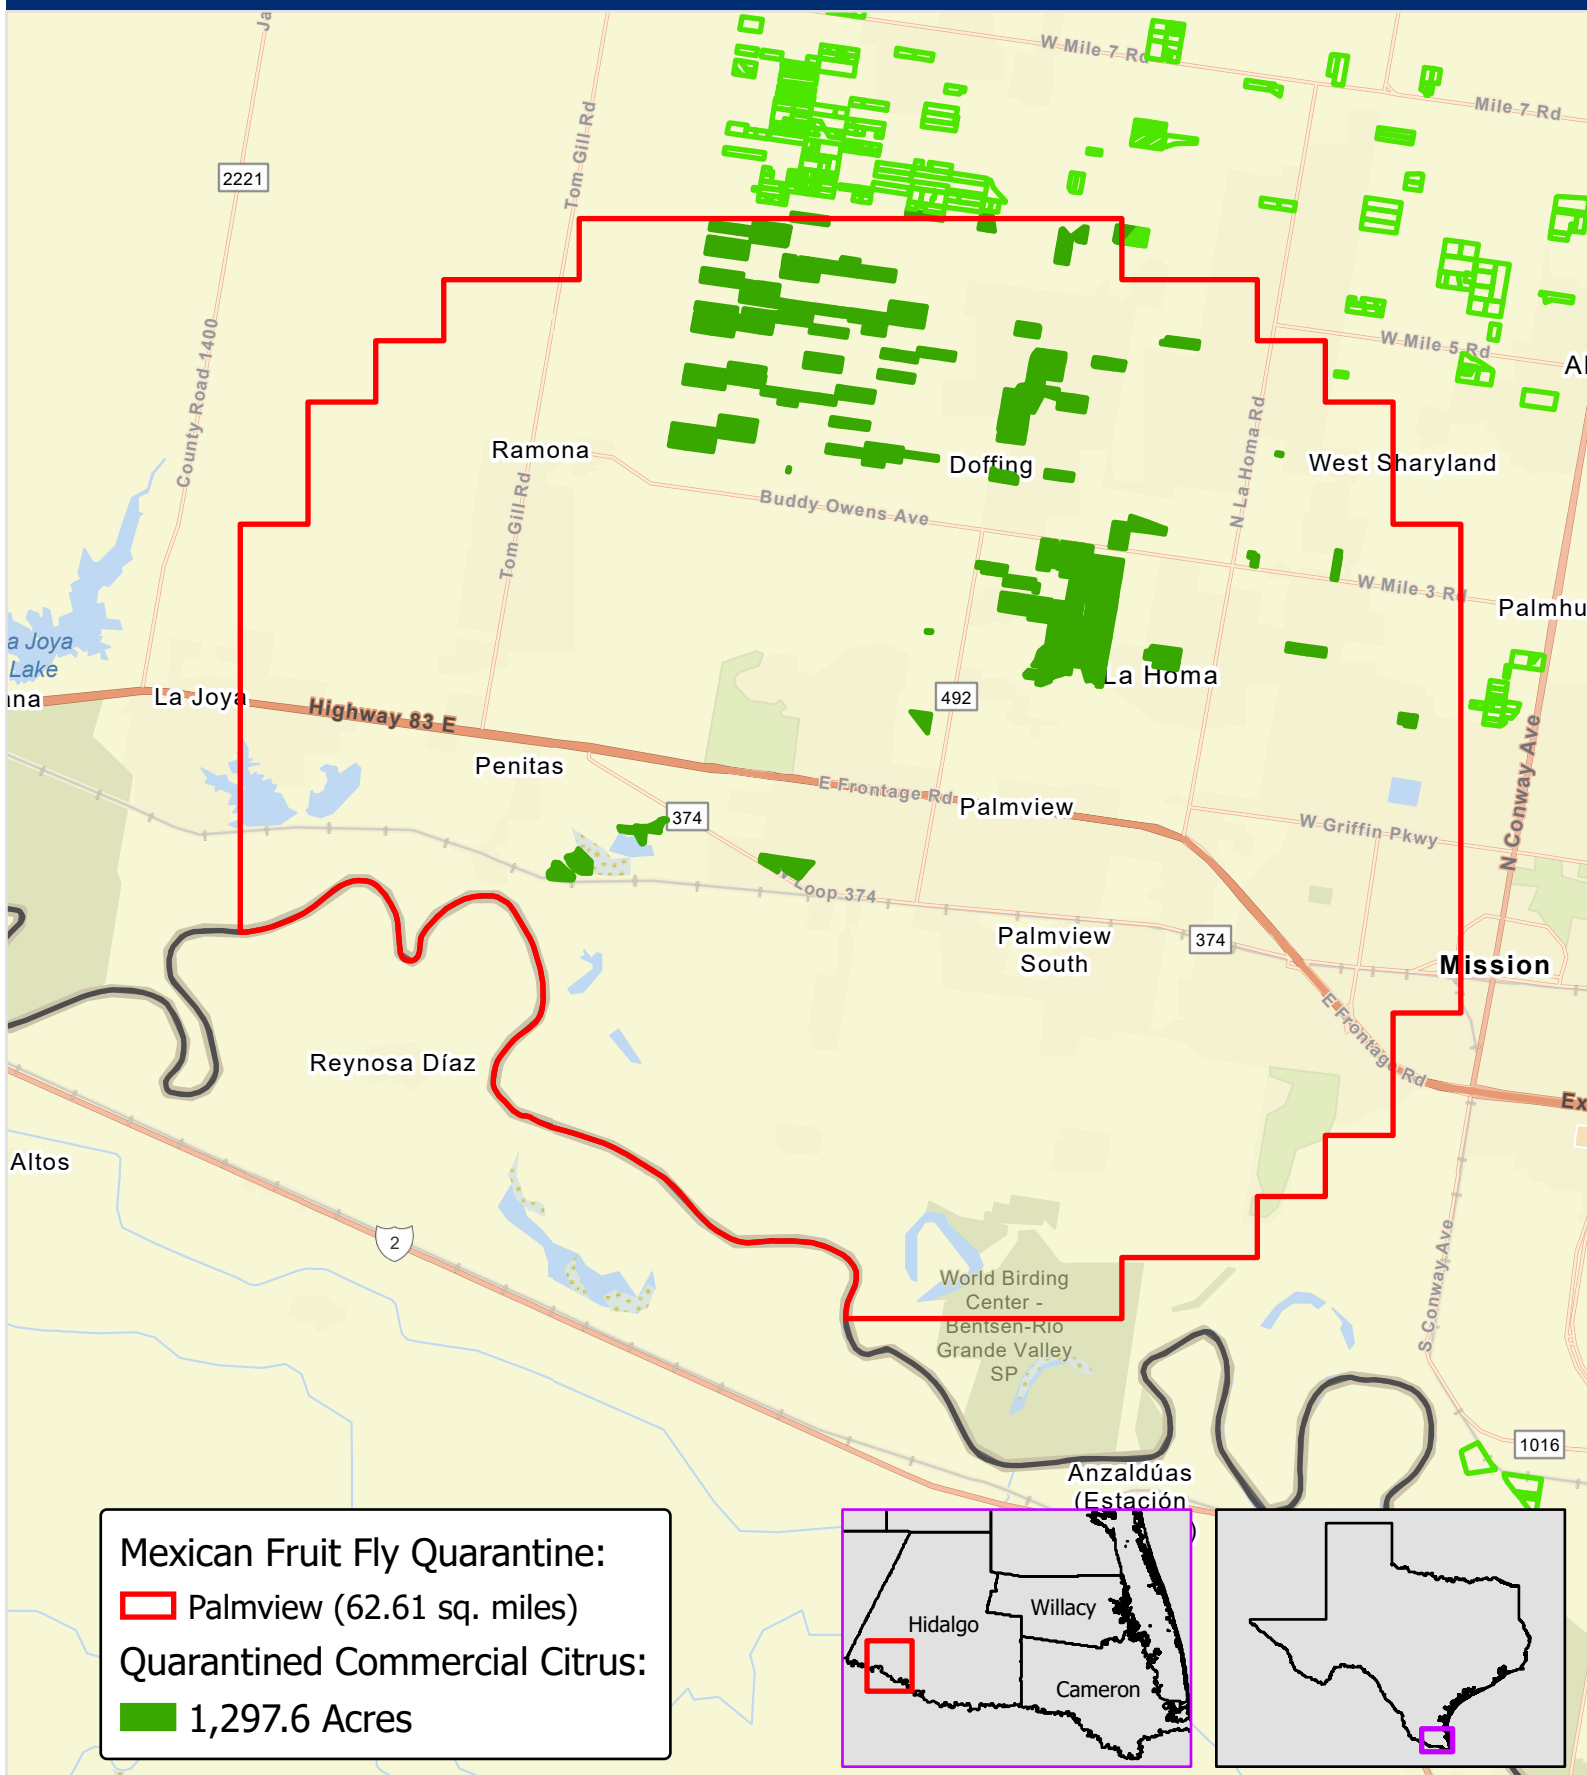 Ja
W Mile 7 Rd
Mile 7 Rd
Tom Gill Rd
2221
County Road 1400
W Mile 5 Rd
Al
N La Homa Rd
Ramona
Doffing
West Sharyland
Tom Gill Rd
Buddy Owens Ave
W Mile 3 Rd
Palmhu
a Joya
Lake
ana
La Joya
Highway 83 E
492
La Homa
Penitas
E Frontage Rd
Palmview
374
W Griffin Pkwy
N Conway Ave
Loop 374
Palmview
South
374
Mission
E Frontage Rd
Reynosa Díaz
Ex
Altos
2
World Birding
Center -
Bentsen-Rio
Grande Valley
SP
S Conway Ave
1016
Anzaldúas
(Estación
)
Mexican Fruit Fly Quarantine:
Palmview (62.61 sq. miles)
Quarantined Commercial Citrus:
1,297.6 Acres
Hidalgo
Willacy
Cameron